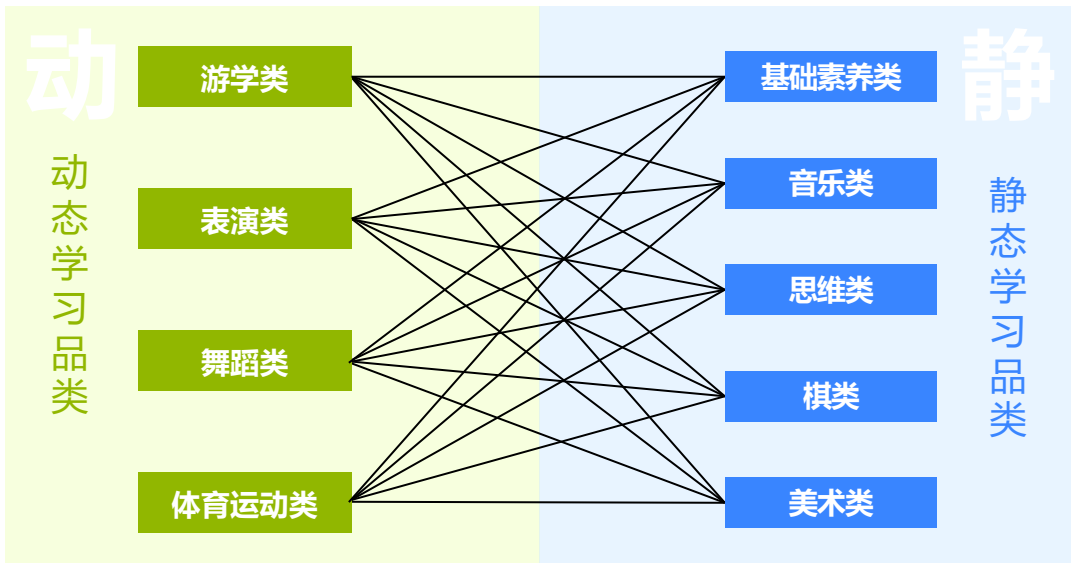 动
动态学习品类
游学类
表演类
舞蹈类
体育运动类
基础素养类
音乐类
思维类
棋类
美术类
静
静态学习品类